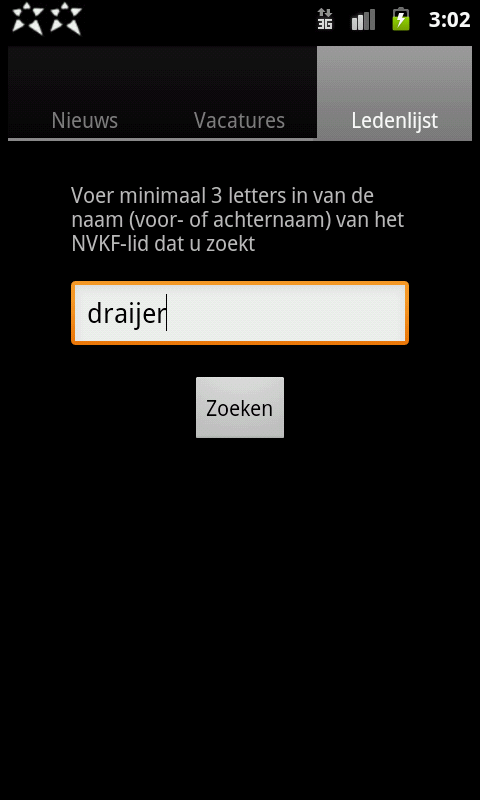 3G 3:02
Nieuws Vacatures Ledenlijst
Voer minimaal 3 letters in van de
naam (voor- of achternaam) van het
NVKF-lid dat u zoekt
draijer
Zoeken